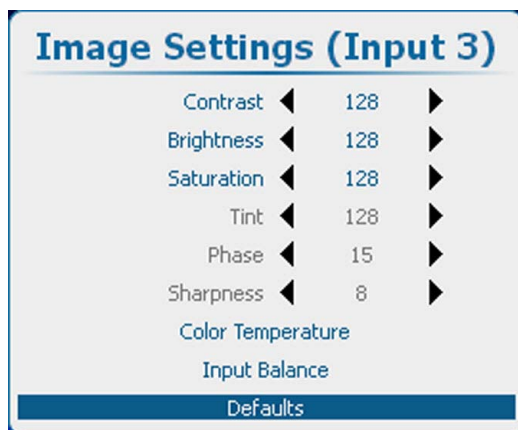 Image Settings (Input 3)
Contrast 128
Brightness 128
Saturation 128
Tint 128
Phase 15
Sharpness 8
Color Temperature
Input Balance
Defaults